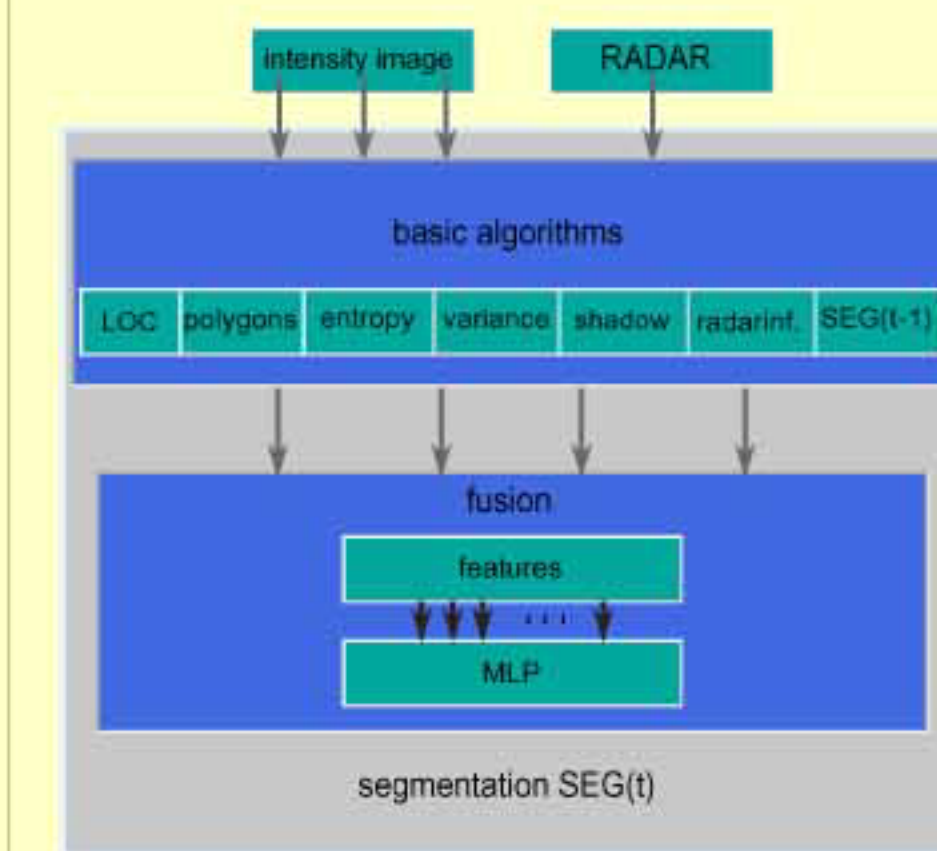 intensity image
RADAR
basic algorithms
LOC
polygons
entropy
variance
shadow
radarinf.
SEG(t-1)
fusion
features
. . .
MLP
segmentation SEG(t)